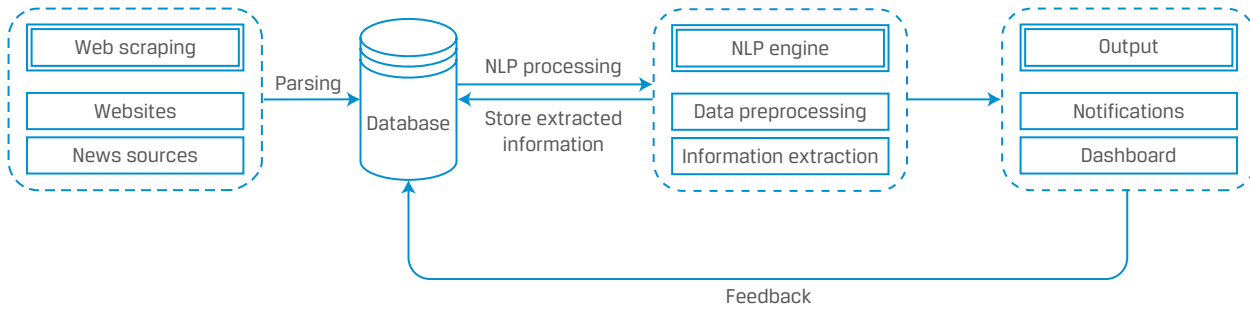 Web scraping
Websites
News sources
Parsing
Database
NLP processing
Store extracted
information
NLP engine
Data preprocessing
Information extraction
Output
Notifications
Dashboard
Feedback